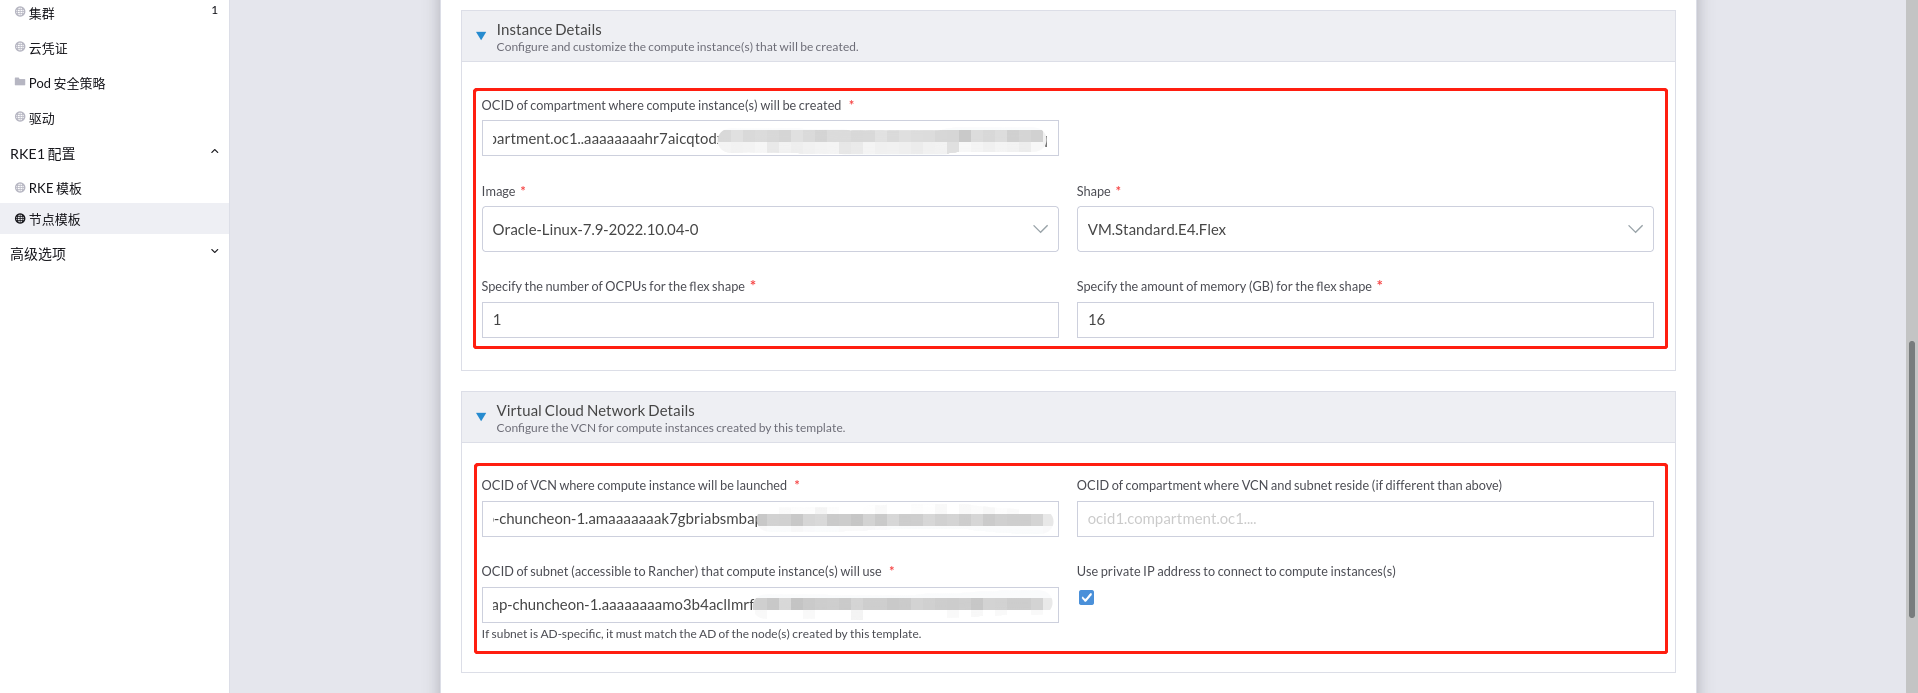 集群 1
云凭证
Pod 安全策略
驱动
RKE1 配置
RKE 模板
节点模板
高级选项
Instance Details
Configure and customize the compute instance(s) that will be created.
OCID of compartment where compute instance(s) will be created *
partment.oc1..aaaaaaaahr7aicqtod
Image *
Shape *
Oracle-Linux-7.9-2022.10.04-0
VM.Standard.E4.Flex
Specify the number of OCPUs for the flex shape *
Specify the amount of memory (GB) for the flex shape *
1
16
Virtual Cloud Network Details
Configure the VCN for compute instances created by this template.
OCID of VCN where compute instance will be launched *
OCID of compartment where VCN and subnet reside (if different than above)
-chuncheon-1.amaaaaaaak7gbriabsmba
ocid1.compartment.oc1....
OCID of subnet (accessible to Rancher) that compute instance(s) will use *
Use private IP address to connect to compute instances(s)
ap-chuncheon-1.aaaaaaaamo3b4acllmrf
If subnet is AD-specific, it must match the AD of the node(s) created by this template.